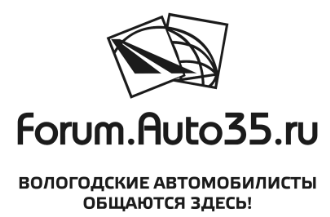 Forum.Auto35.ru
ВОЛОГОДСКИЕ АВТОМОБИЛИСТЫ
ОБЩАЮТСЯ ЗДЕСЬ!